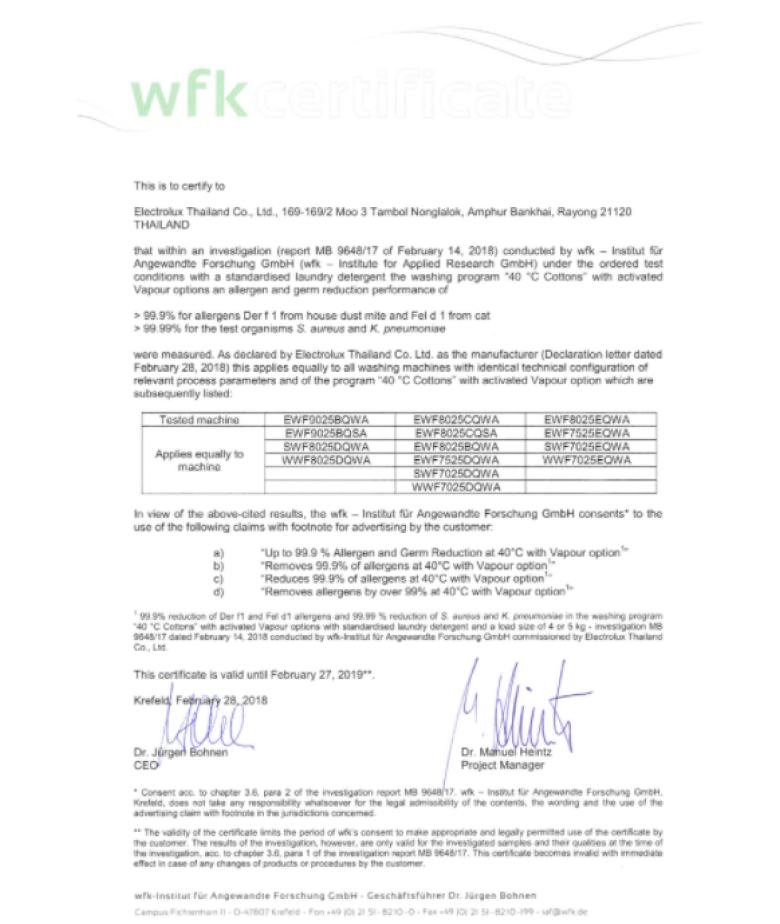 wfkcertificate
This is to certify to
Electrolux Thailand Co., Ltd., 169-169/2 Moo 3 Tambol Nonglalok, Amphur Bankhai, Rayong 21120
THAILAND
that within an investigation (report MB 9648/17 of February 14, 2018) conducted by wfk – Institut für
Angewandte Forschung GmbH (wfk – Institute for Applied Research GmbH) under the ordered test
conditions with a standardised laundry detergent the washing program "40 °C Cottons" with activated
Vapour options an allergen and germ reduction performance of
> 99.9% for allergens Der f 1 from house dust mite and Fel d 1 from cat
> 99.99% for the test organisms S. aureus and K. pneumoniae
were measured. As declared by Electrolux Thailand Co. Ltd. as the manufacturer (Declaration letter dated
February 28, 2018) this applies equally to all washing machines with identical technical configuration of
relevant process parameters and of the program "40 °C Cottons" with activated Vapour option which are
subsequently listed:
Tested machine EWF9025BQWA EWF8025CQWA EWF8025EQWA
EWF9025BQSA EWF8025CQSA EWF7525EQWA
Applies equally to machine SWF8025DQWA EWF8025BQWA SWF7025EQWA
WWF8025DQWA EWF7525DQWA WWF7025EQWA
SWF7025DQWA
WWF7025DQWA
In view of the above-cited results, the wfk – Institut für Angewandte Forschung GmbH consents* to the
use of the following claims with footnote for advertising by the customer:
a) "Up to 99.9 % Allergen and Germ Reduction at 40°C with Vapour option¹"
b) "Removes 99.9% of allergens at 40°C with Vapour option¹"
c) "Reduces 99.9% of allergens at 40°C with Vapour option¹"
d) "Removes allergens by over 99% at 40°C with Vapour option¹"
¹ 99.9% reduction of Der f1 and Fel d1 allergens and 99.99 % reduction of S. aureus and K. pneumoniae in the washing program
"40 °C Cottons" with activated Vapour options with standardised laundry detergent and a load size of 4 or 5 kg - investigation MB
9648/17 dated February 14, 2018 conducted by wfk-Institut für Angewandte Forschung GmbH commissioned by Electrolux Thailand
Co., Ltd.
This certificate is valid until February 27, 2019**.
Krefeld, February 28, 2018
Dr. Jürgen Bohnen Dr. Manuel Heintz
CEO Project Manager
* Consent acc. to chapter 3.6, para 2 of the investigation report MB 9648/17. wfk – Institut für Angewandte Forschung GmbH,
Krefeld, does not take any responsibility whatsoever for the legal admissibility of the contents, the wording and the use of the
advertising claim with footnote in the jurisdictions concerned.
** The validity of the certificate limits the period of wfk's consent to make appropriate and legally permitted use of the certificate by
the customer. The results of the investigation, however, are only valid for the investigated samples and their qualities at the time of
the investigation, acc. to chapter 3.6, para 1 of the investigation report MB 9648/17. This certificate becomes invalid with immediate
effect in case of any changes of products or procedures by the customer.
wfk-Institut für Angewandte Forschung GmbH - Geschäftsführer Dr. Jürgen Bohnen
Campus Fichtenhain 11 - D-47807 Krefeld - Fon +49 (0) 21 51-8210-0 - Fax +49 (0) 21 51-8210-199 - iaf@wfk.de